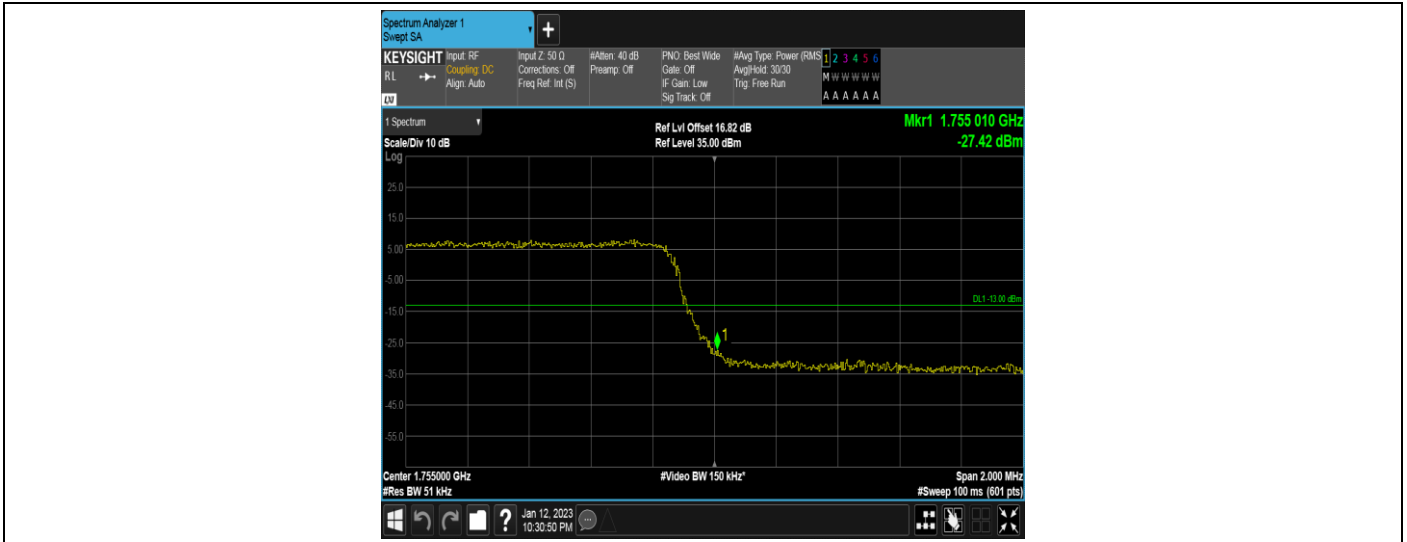 Spectrum Analyzer 1
Swept SA
+
KEYSIGHT Input: RF Input Z: 50 Ω #Atten: 40 dB PNO: Best Wide #Avg Type: Power (RMS 1 2 3 4 5 6
RL Coupling: DC Corrections: Off Preamp: Off Gate: Off Avg|Hold: 30/30 M W W W W W
Align: Auto Freq Ref: Int (S) IF Gain: Low Trig: Free Run
LXI Sig Track: Off A A A A A A
1 Spectrum Ref Lvl Offset 16.82 dB Mkr1 1.755 010 GHz
Scale/Div 10 dB Ref Level 35.00 dBm -27.42 dBm
Log
25.0
15.0
5.00
-5.00
DL1 -13.00 dBm
-15.0
1
-25.0
-35.0
-45.0
-55.0
Center 1.755000 GHz #Video BW 150 kHz* Span 2.000 MHz
#Res BW 51 kHz #Sweep 100 ms (601 pts)
? Jan 12, 2023
10:30:50 PM